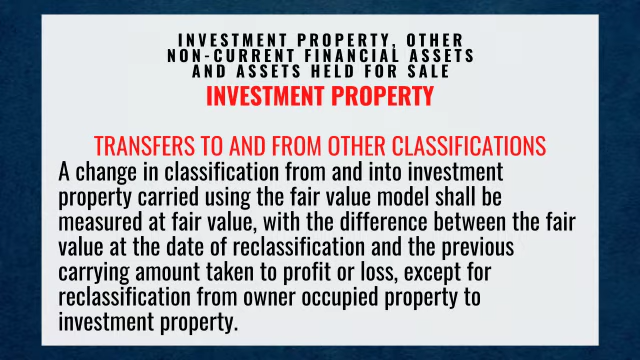 INVESTMENT PROPERTY, OTHER
NON-CURRENT FINANCIAL ASSETS
AND ASSETS HELD FOR SALE
INVESTMENT PROPERTY
TRANSFERS TO AND FROM OTHER CLASSIFICATIONS
A change in classification from and into investment
property carried using the fair value model shall be
measured at fair value, with the difference between the fair
value at the date of reclassification and the previous
carrying amount taken to profit or loss, except for
reclassification from owner occupied property to
investment property.